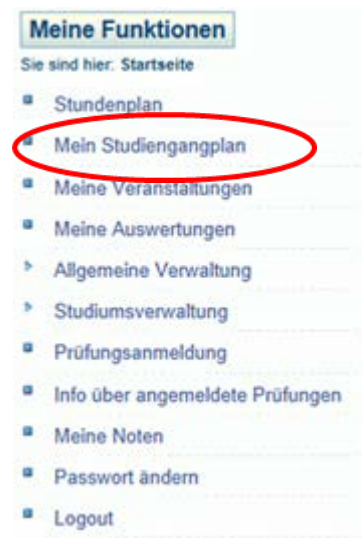 Meine Funktionen
Sie sind hier: Startseite
Stundenplan
Mein Studiengangplan
Meine Veranstaltungen
Meine Auswertungen
Allgemeine Verwaltung
Studiumsverwaltung
Prüfungsanmeldung
Info über angemeldete Prüfungen
Meine Noten
Passwort ändern
Logout